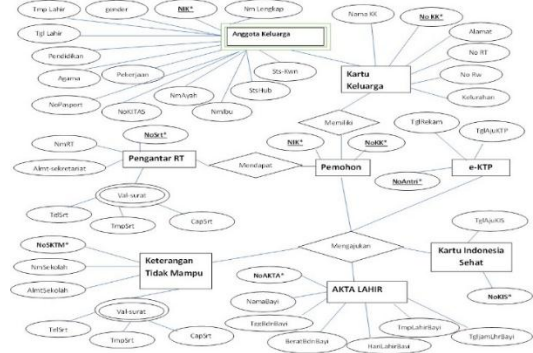 Tmp Lahir
gender
NIK*
Nm Lengkap
Tgl Lahir
Anggota Keluarga
Nama KK
No KK*
Alamat
Pendidikan
No RT
Agama
Pekerjaan
Sts-Kwn
Kartu
Keluarga
No Rw
NoPasport
NoKITAS
NmAyah
NmIbu
StsHub
Kelurahan
Memiliki
TglRekam
NoSrt*
NmRT
Pengantar RT
Mendapat
NIK*
NoKK*
TglAjuKTP
Almt-sekretariat
Pemohon
e-KTP
NoAntri*
Val-surat
TglSrt
TmpSrt
CapSrt
Mengajukan
TglAjuKIS
NoSKTM*
Keterangan
Tidak Mampu
Kartu Indonesia
Sehat
NmSekolah
NoAKTA*
AKTA LAHIR
AlmtSekolah
NamaBayi
NoKIS*
Val-surat
TmpLahirBayi
TglSrt
TmpSrt
CapSrt
BeratBdnBayi
HariLahirBayi
TgljamLhrBayi